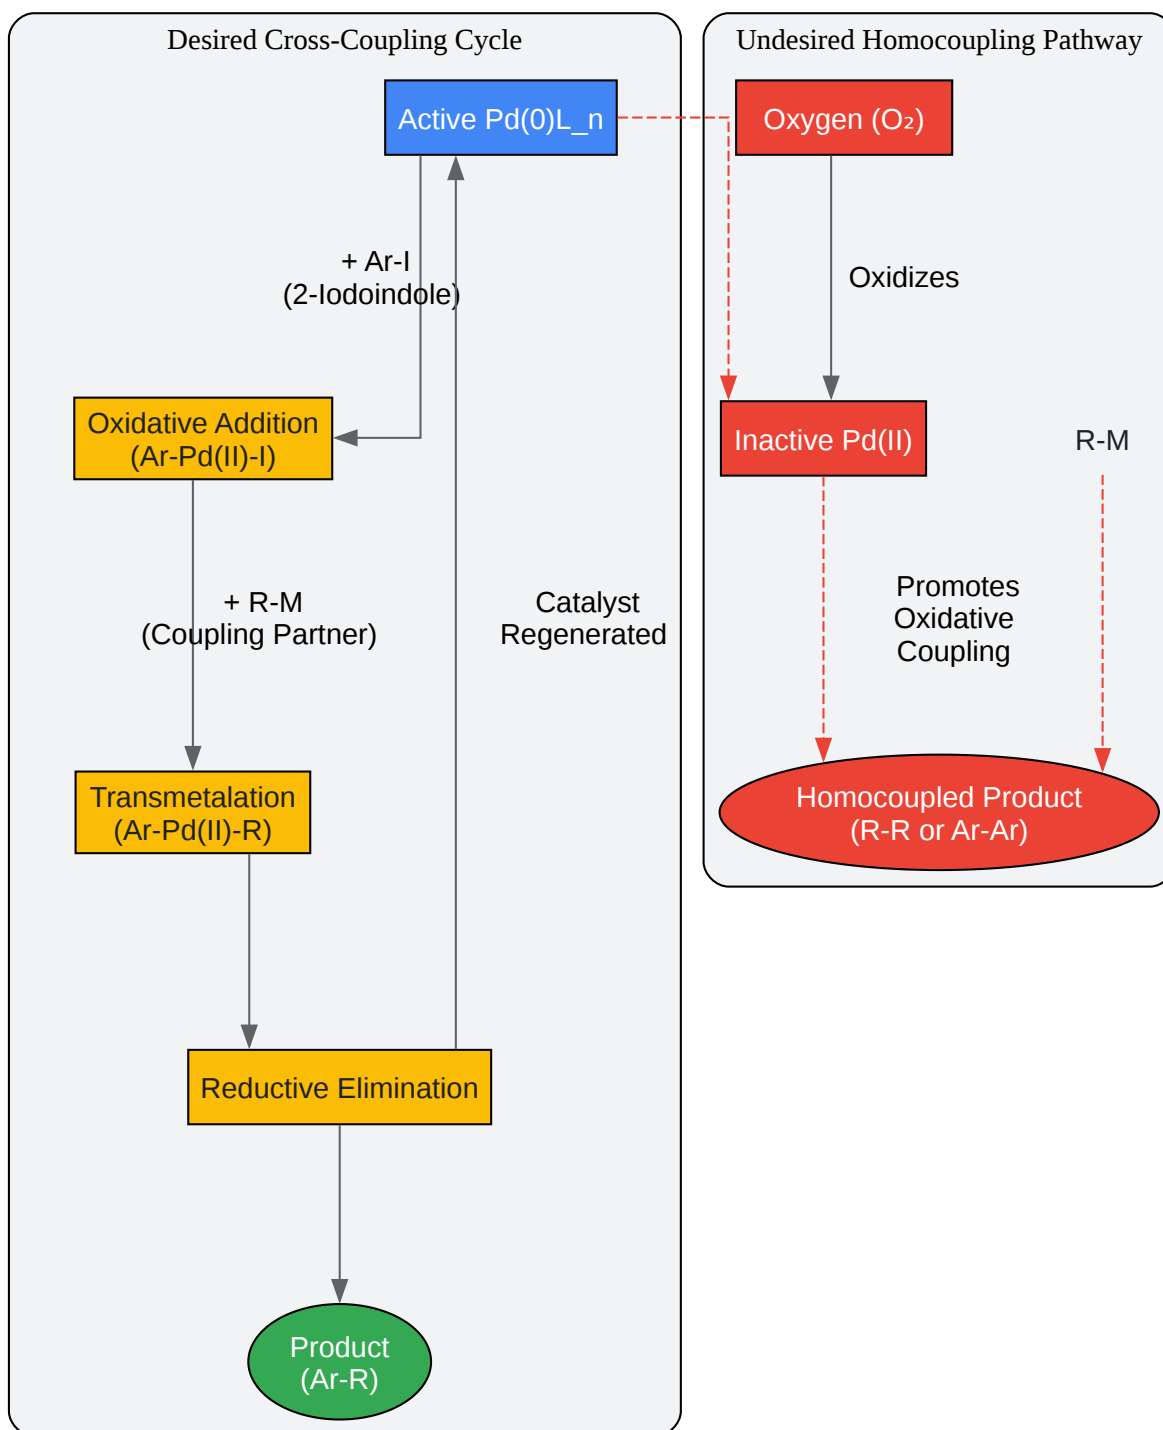 Desired Cross-Coupling Cycle
Active Pd(0)L_n
+ Ar-I
(2-Iodoindole)
Oxidative Addition
(Ar-Pd(II)-I)
+ R-M
(Coupling Partner)
Catalyst
Regenerated
Transmetalation
(Ar-Pd(II)-R)
Reductive Elimination
Product
(Ar-R)
Undesired Homocoupling Pathway
Oxygen (O₂)
Oxidizes
Inactive Pd(II)
R-M
Promotes
Oxidative
Coupling
Homocoupled Product
(R-R or Ar-Ar)